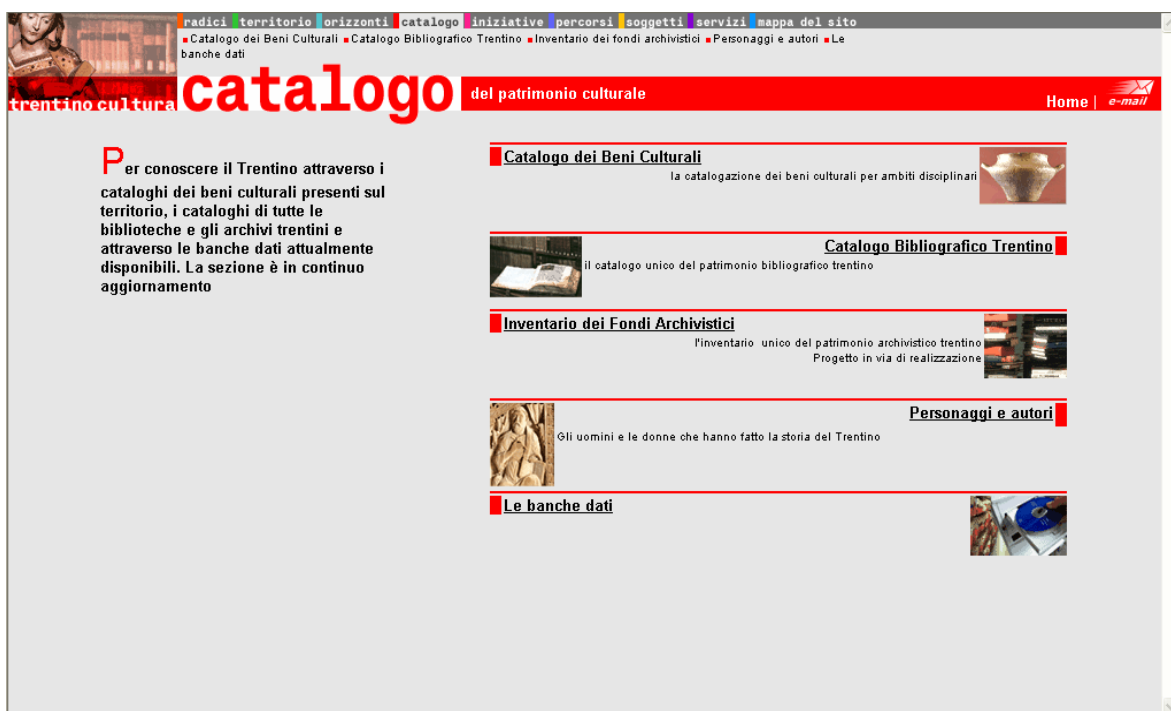 radici territorio orizzonti catalogo iniziative percorsi soggetti servizi mappa del sito
Catalogo dei Beni Culturali Catalogo Bibliografico Trentino Inventario dei fondi archivistici Personaggi e autori Le
banche dati
trentino cultura
catalogo
del patrimonio culturale
Home | e-mail
Per conoscere il Trentino attraverso i
cataloghi dei beni culturali presenti sul
territorio, i cataloghi di tutte le
biblioteche e gli archivi trentini e
attraverso le banche dati attualmente
disponibili. La sezione è in continuo
aggiornamento
Catalogo dei Beni Culturali
la catalogazione dei beni culturali per ambiti disciplinari
Catalogo Bibliografico Trentino
il catalogo unico del patrimonio bibliografico trentino
Inventario dei Fondi Archivistici
l'inventario unico del patrimonio archivistico trentino
Progetto in via di realizzazione
Personaggi e autori
Gli uomini e le donne che hanno fatto la storia del Trentino
Le banche dati